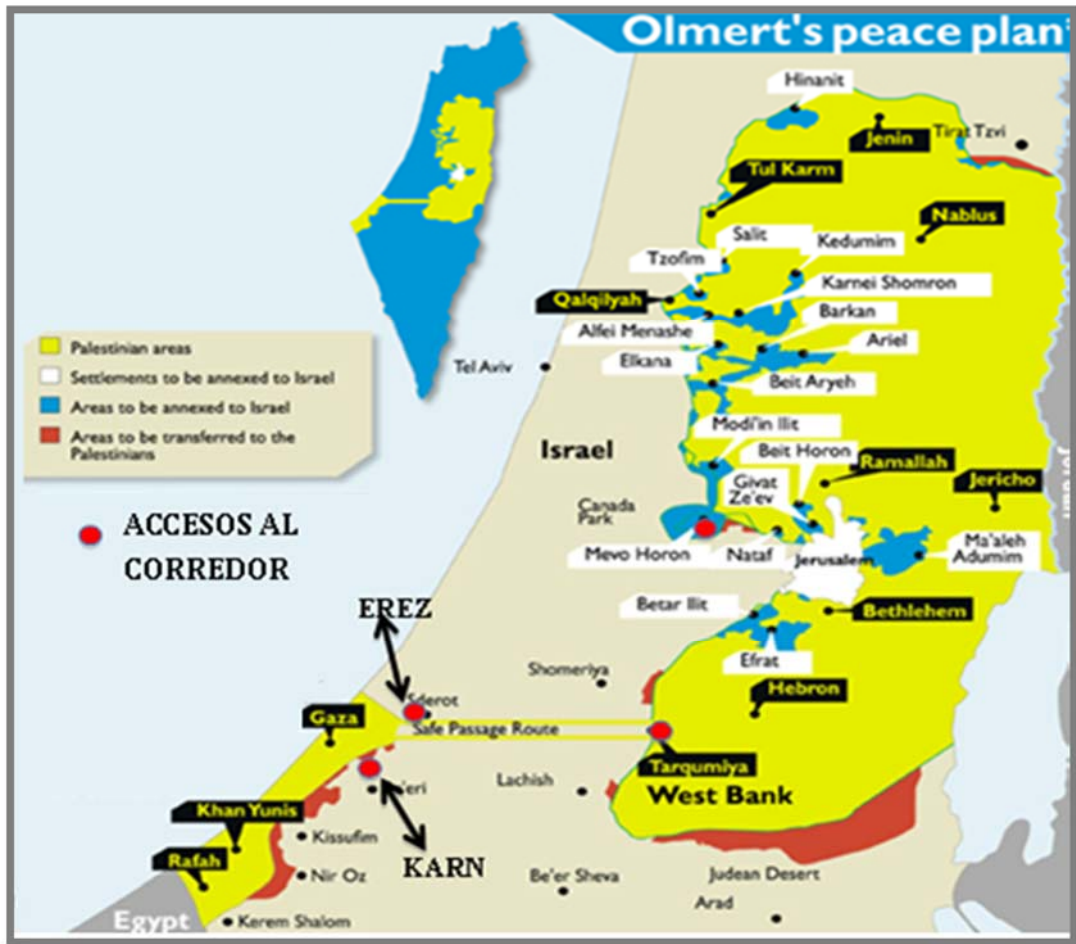 Olmert's peace plan
Hinanit
Jenin
Tirat Tzvi
Tul Karm
Nablus
Salit
Kedumim
Tzofim
Karnei Shomron
Qalqilyah
Barkan
Alfei Menashe
Ariel
Elkana
Tel Aviv
Beit Aryeh
Palestinian areas
Settlements to be annexed to Israel
Areas to be annexed to Israel
Areas to be transferred to the
Palestinians
Modi'in Ilit
Israel
Beit Horon
Ramallah
Givat
Ze'ev
Jericho
Canada
Park
ACCESOS AL
CORREDOR
Mevo Horon
Nataf
Jerusalem
Ma'aleh
Adumim
EREZ
Betar Ilit
Bethlehem
Efrat
Shomeriya
Hebron
Sderot
Gaza
Safe Passage Route
Tarqumiya
Lachish
West Bank
Khan Yunis
Kissufim
KARN
Rafah
Nir Oz
Be'er Sheva
Judean Desert
Arad
Egypt
Kerem Shalom